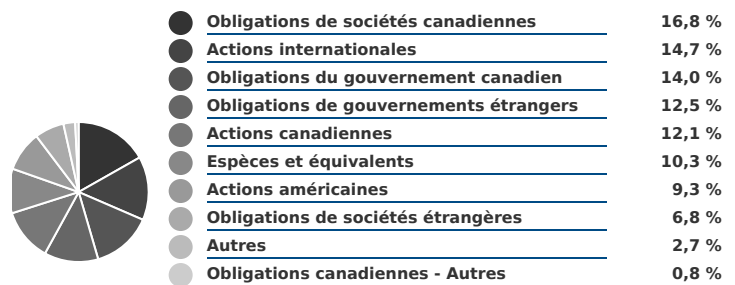 Obligations de sociétés canadiennes 16,8 %
Actions internationales 14,7 %
Obligations du gouvernement canadien 14,0 %
Obligations de gouvernements étrangers 12,5 %
Actions canadiennes 12,1 %
Espèces et équivalents 10,3 %
Actions américaines 9,3 %
Obligations de sociétés étrangères 6,8 %
Autres 2,7 %
Obligations canadiennes - Autres 0,8 %